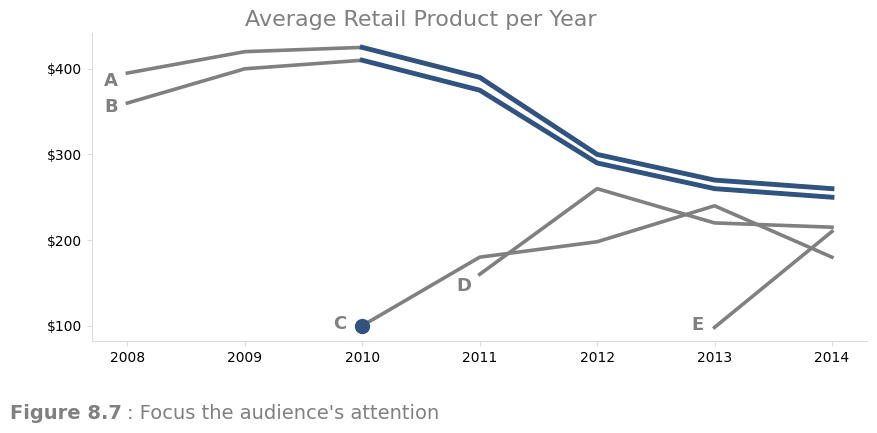 Average Retail Product per Year
$400
$300
$200
$100
A
B
C
D
E
2008 2009 2010 2011 2012 2013 2014
Figure 8.7 : Focus the audience's attention